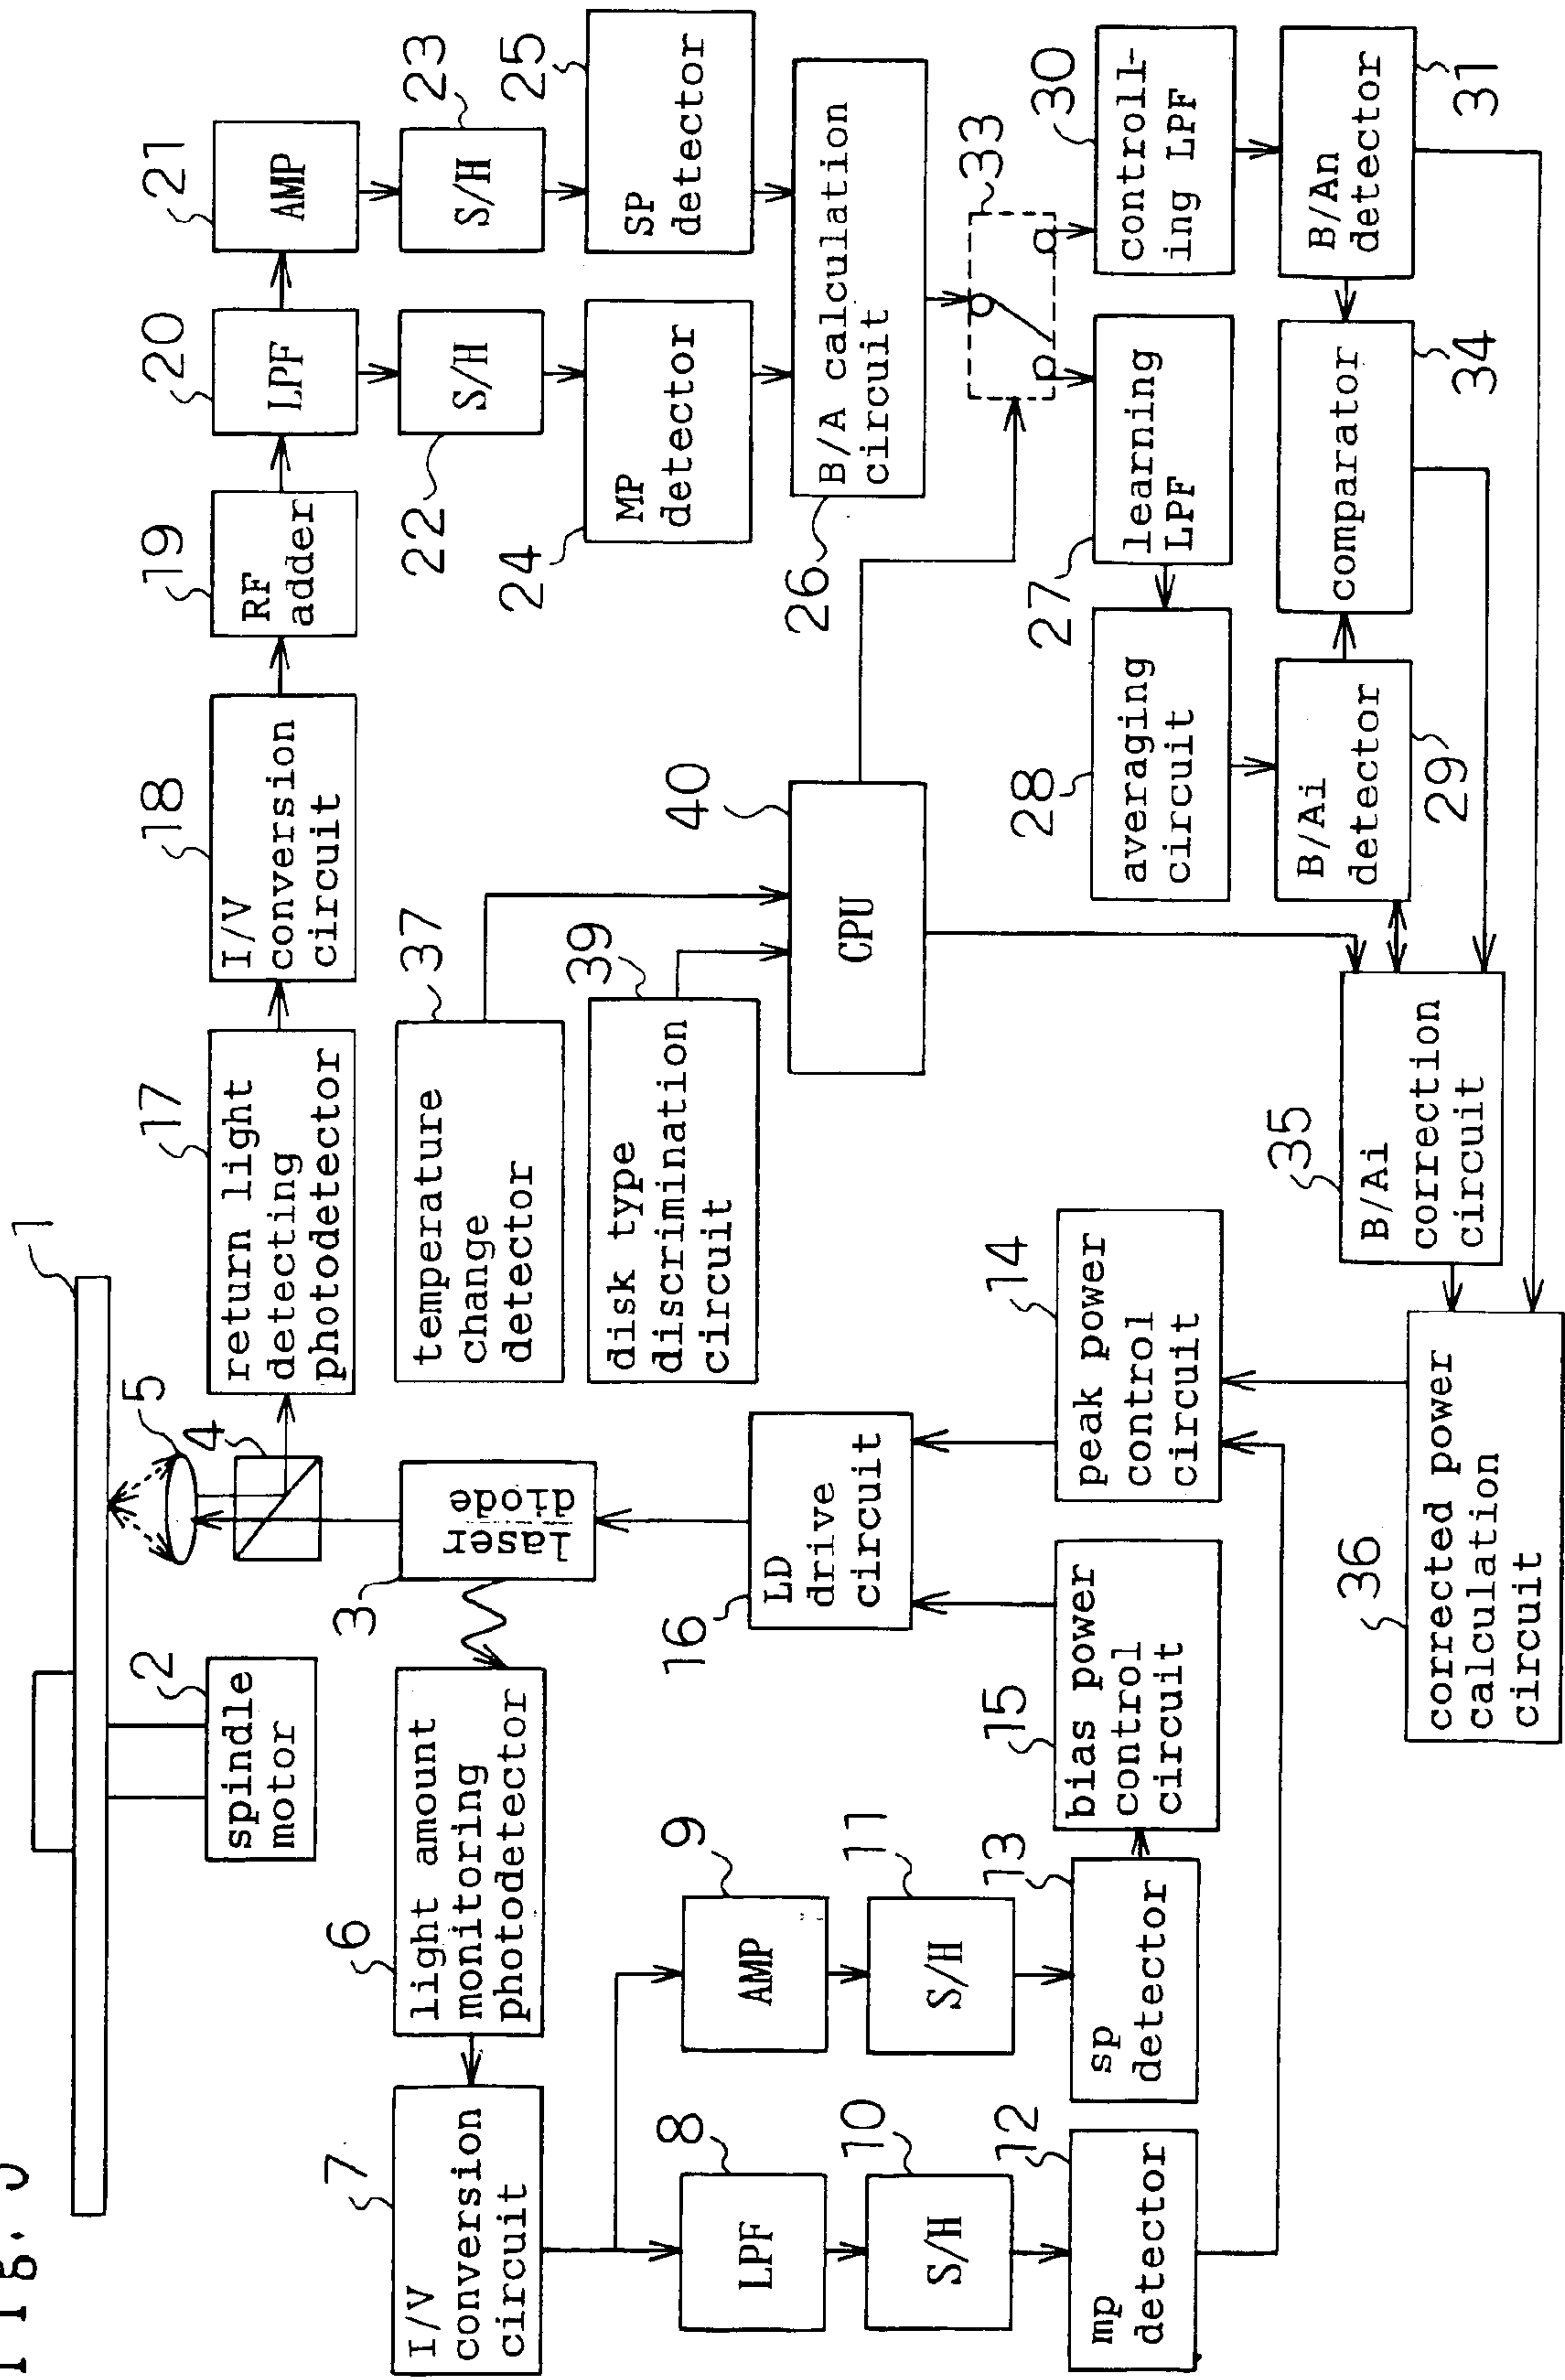 1
2
spindle
motor
5
4
3
laser
diode
6
light amount
monitoring
photodetector
7
I/V
conversion
circuit
8
LPF
9
AMP
10
S/H
11
S/H
12
mp
detector
13
sp
detector
14
peak power
control
circuit
15
bias power
control
circuit
16
LD
drive
circuit
17
return light
detecting
photodetector
18
I/V
conversion
circuit
19
RF
adder
20
LPF
21
AMP
22
S/H
23
S/H
24
MP
detector
25
SP
detector
26
B/A calculation
circuit
33
27
learning
LPF
28
averaging
circuit
29
B/Ai
detector
30
controll-
ing LPF
31
B/An
detector
34
comparator
35
B/Ai
correction
circuit
36
corrected power
calculation
circuit
37
temperature
change
detector
39
disk type
discrimination
circuit
40
CPU